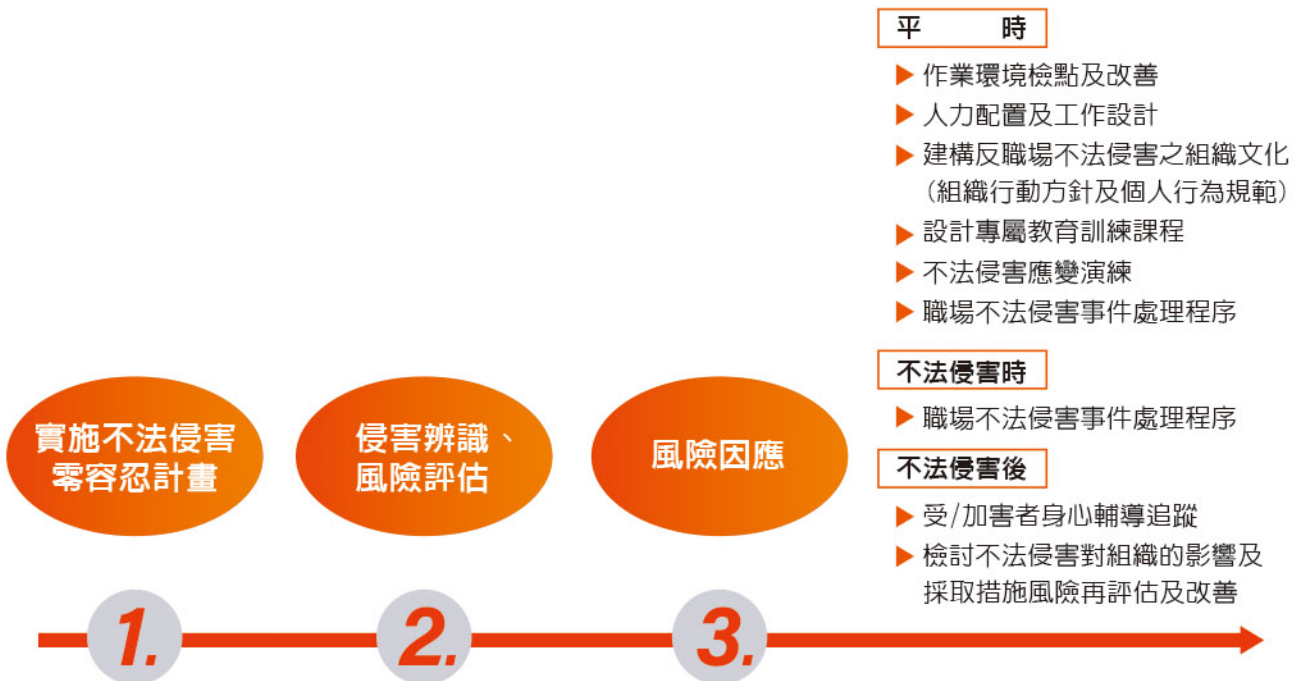 平 時
▶ 作業環境檢點及改善
▶ 人力配置及工作設計
▶ 建構反職場不法侵害之組織文化
（組織行動方針及個人行為規範）
▶ 設計專屬教育訓練課程
▶ 不法侵害應變演練
▶ 職場不法侵害事件處理程序
不法侵害時
▶ 職場不法侵害事件處理程序
不法侵害後
▶ 受/加害者身心輔導追蹤
▶ 檢討不法侵害對組織的影響及
採取措施風險再評估及改善
實施不法侵害
零容忍計畫
侵害辨識、
風險評估
風險因應
1.
2.
3.